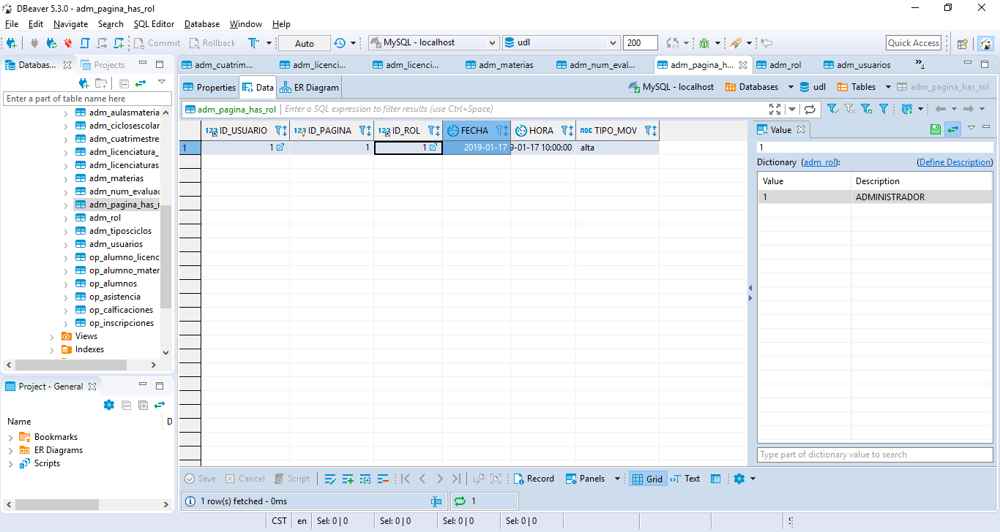 DBeaver 5.3.0 - adm_pagina_has_rol
File Edit Navigate Search SQL Editor Database Window Help
Commit Rollback Auto MySQL - localhost udl 200 Quick Access
Databas... Projects
adm_cuatrim... adm_licenci... adm_licenci... adm_materias adm_num_eval... adm_pagina_h... adm_rol adm_usuarios »4
Properties Data ER Diagram MySQL - localhost Databases udl Tables adm_pagina_has_rol
Enter a part of table name here
adm_pagina_has_rol Enter a SQL expression to filter results (use Ctrl+Space)
adm_aulasmateria
adm_ciclosescolar
adm_cuatrimestre
adm_licenciatura_
adm_licenciaturas
adm_materias
adm_num_evaluac
adm_pagina_has_r
adm_rol
adm_tiposciclos
adm_usuarios
op_alumno_licenc
op_alumno_mater
op_alumnos
op_asistencia
op_calficaciones
op_inscripciones
Views
Indexes
123 ID_USUARIO 123 ID_PAGINA 123 ID_ROL FECHA HORA ABC TIPO_MOV
1 1 1 1 2019-01-17 9-01-17 10:00:00 alta
Value
1
Dictionary (adm_rol): (Define Description)
Value Description
1 ADMINISTRADOR
Type part of dictionary value to search
Project - General
Name D
Bookmarks
ER Diagrams
Scripts
Save Cancel Script Record Panels Grid Text
1 row(s) fetched - 0ms 1
CST en Sel: 0 | 0 Sel: 0 | 0 Sel: 0 | 0 Sel: 0 | 0